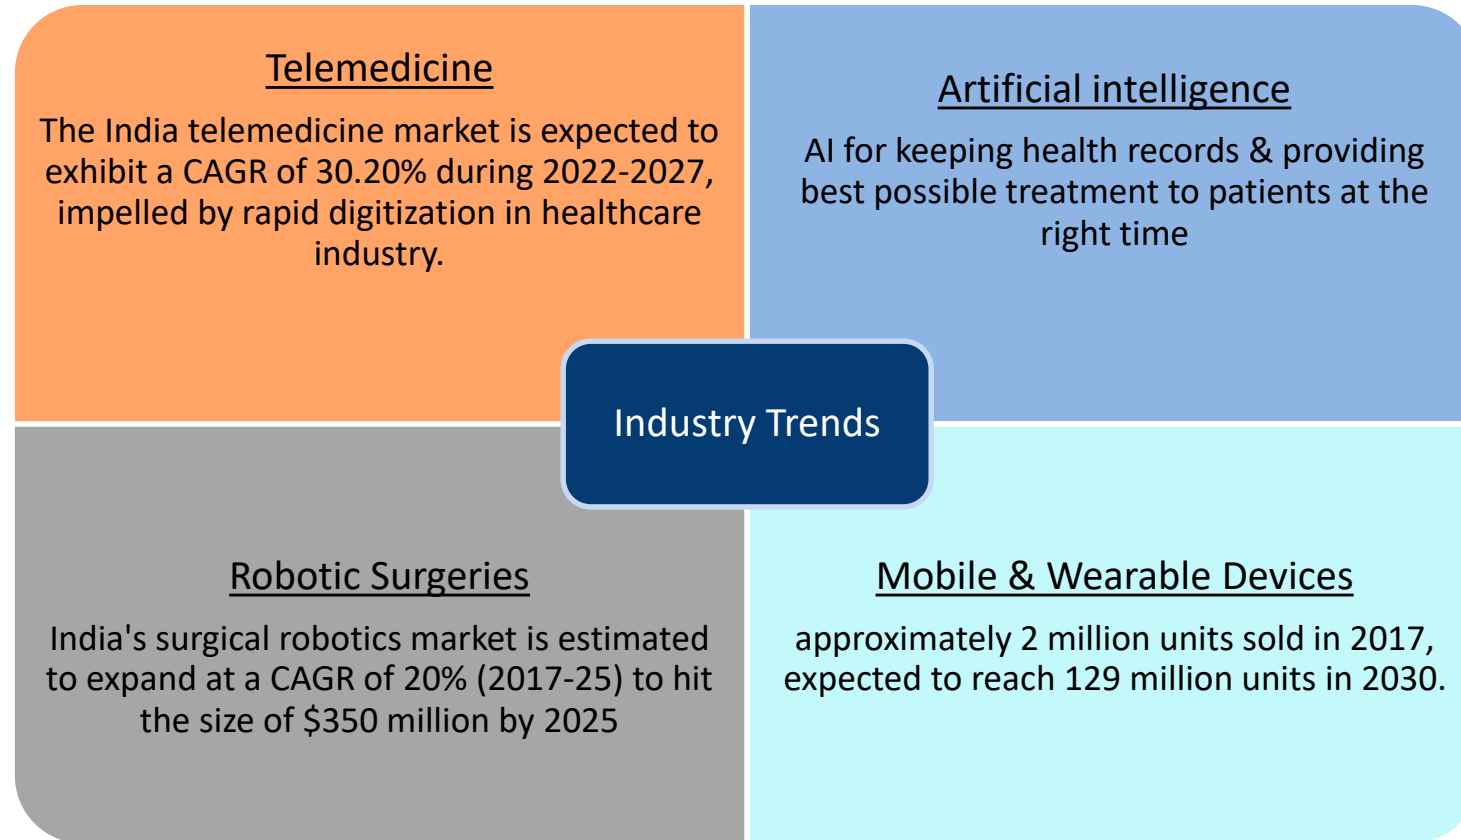 Telemedicine
The India telemedicine market is expected to
exhibit a CAGR of 30.20% during 2022-2027,
impelled by rapid digitization in healthcare
industry.
Artificial intelligence
AI for keeping health records & providing
best possible treatment to patients at the
right time
Industry Trends
Robotic Surgeries
India's surgical robotics market is estimated
to expand at a CAGR of 20% (2017-25) to hit
the size of $350 million by 2025
Mobile & Wearable Devices
approximately 2 million units sold in 2017,
expected to reach 129 million units in 2030.